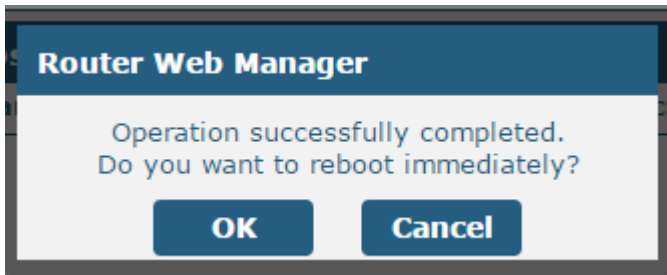 Router Web Manager
Operation successfully completed.
Do you want to reboot immediately?
OK Cancel